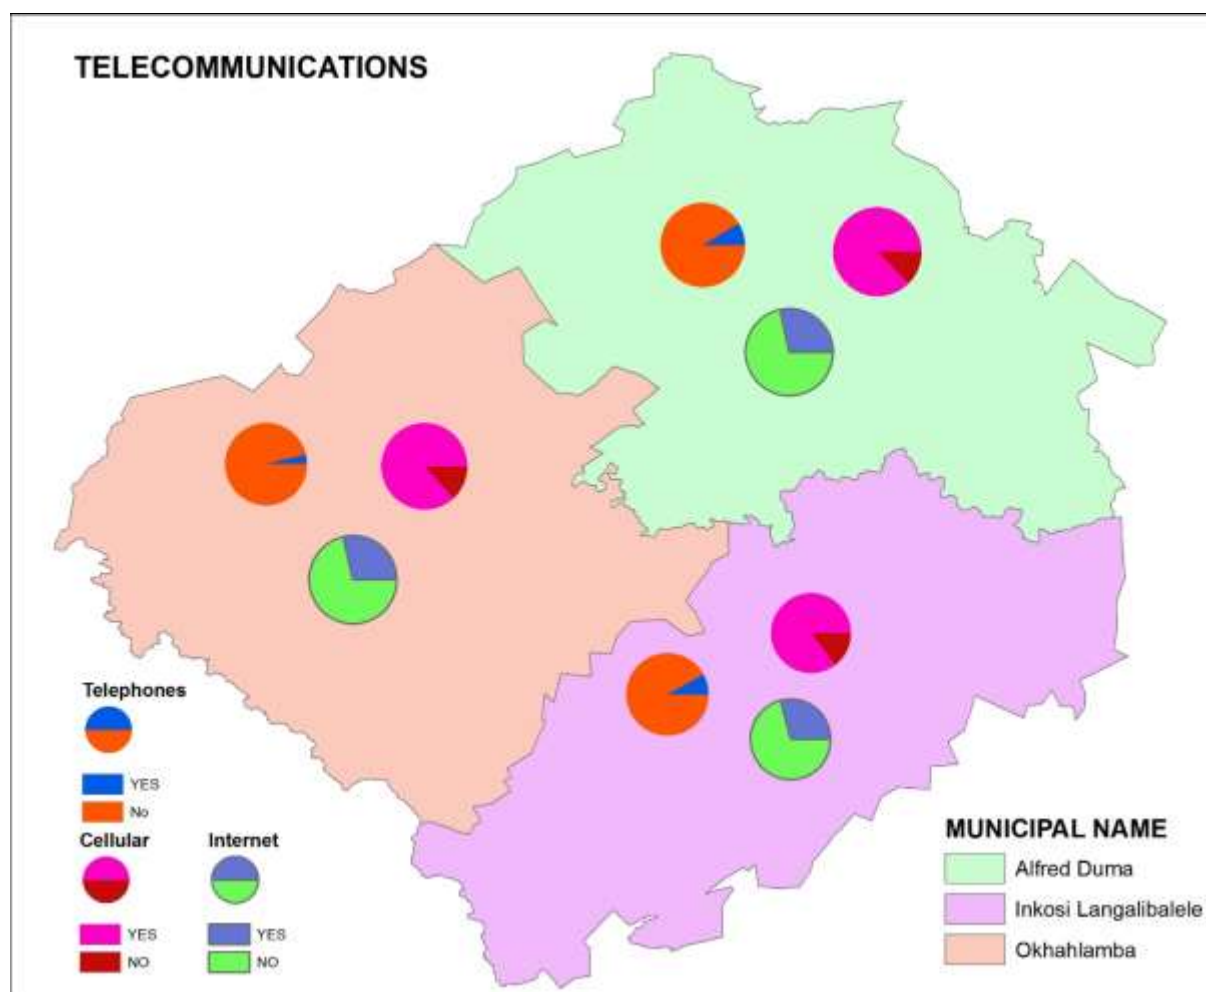 TELECOMMUNICATIONS
Telephones
YES
No
Cellular
YES
NO
Internet
YES
NO
MUNICIPAL NAME
Alfred Duma
Inkosi Langalibalele
Okhahlamba